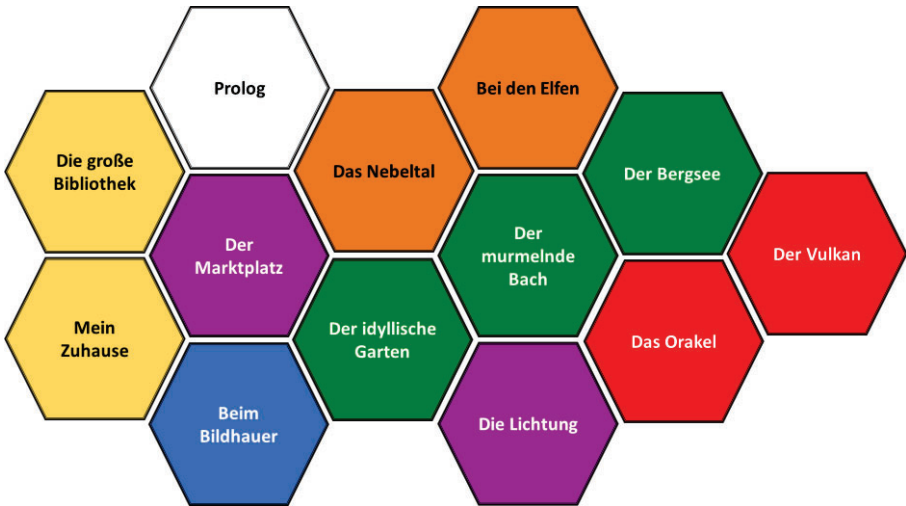 Prolog
Bei den Elfen
Die große
Bibliothek
Das Nebeltal
Der Bergsee
Der
Marktplatz
Der
murmelnde
Bach
Der Vulkan
Mein
Zuhause
Der idyllische
Garten
Das Orakel
Beim
Bildhauer
Die Lichtung